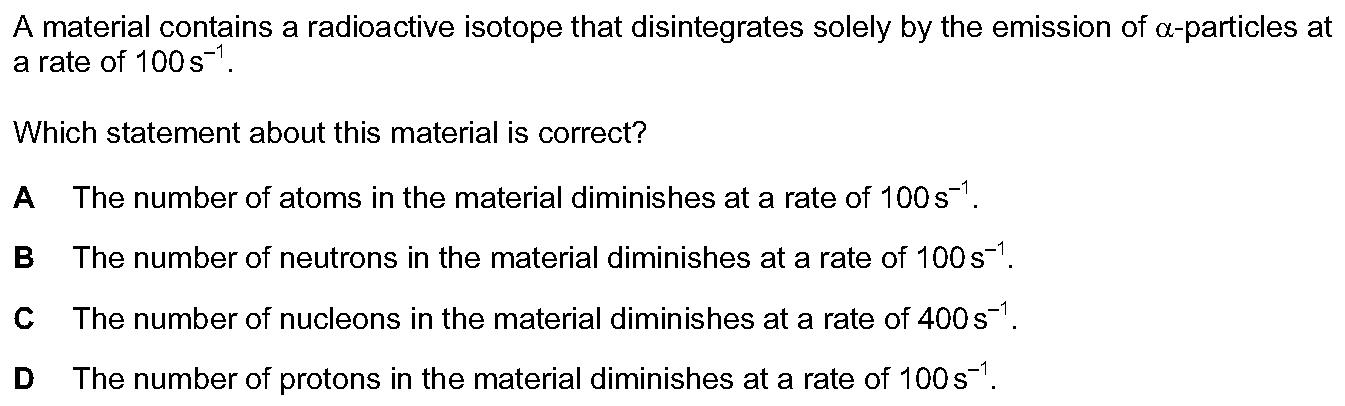 A material contains a radioactive isotope that disintegrates solely by the emission of α-particles at
a rate of 100 s⁻¹.
Which statement about this material is correct?
A The number of atoms in the material diminishes at a rate of 100 s⁻¹.
B The number of neutrons in the material diminishes at a rate of 100 s⁻¹.
C The number of nucleons in the material diminishes at a rate of 400 s⁻¹.
D The number of protons in the material diminishes at a rate of 100 s⁻¹.